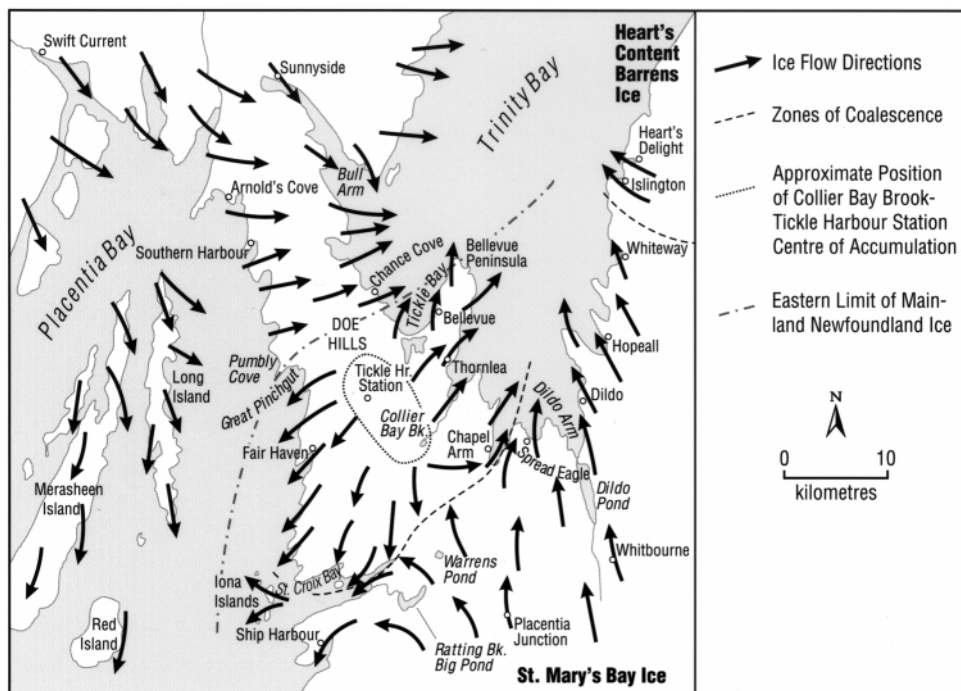 Swift Current
Sunnyside
Heart's
Content
Barrens
Ice
Trinity Bay
Heart's
Delight
Islington
Bull
Arm
Arnold's Cove
Whiteway
Southern Harbour
Placentia Bay
Chance Cove
Bellevue
Peninsula
Tickle Bay
Bellevue
DOE
HILLS
Hopeall
Pumbly
Cove
Long
Island
Tickle Hr.
Station
Thornlea
Great Pinchgut
Dildo
Dildo Arm
Collier
Bay Bk.
Fair Haven
Chapel
Arm
Spread Eagle
Merasheen
Island
Dildo
Pond
Whitbourne
Warrens
Pond
St. Croix Bay
Iona
Islands
Red
Island
Ship Harbour
Placentia
Junction
Ratting Bk.
Big Pond
St. Mary's Bay Ice
Ice Flow Directions
Zones of Coalescence
Approximate Position
of Collier Bay Brook-
Tickle Harbour Station
Centre of Accumulation
Eastern Limit of Main-
land Newfoundland Ice
N
0 10
kilometres